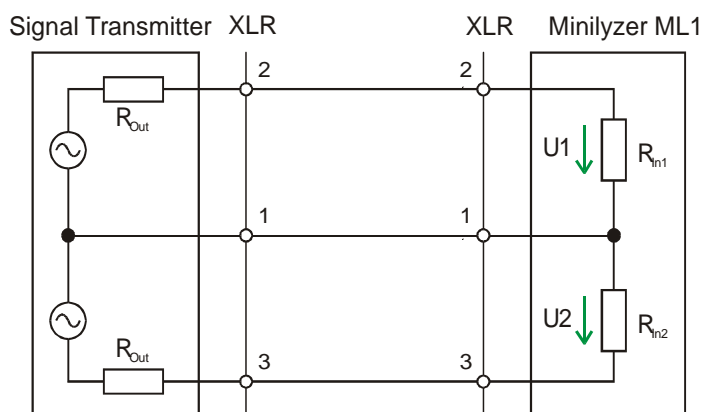 Signal Transmitter XLR XLR Minilyzer ML1
2 2
ROut
U1 RIn1
1 1
U2 RIn2
ROut
3 3